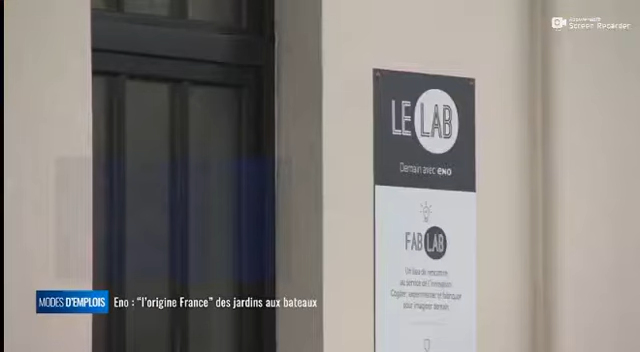 Screen Recorder
LE LAB
Demain avec eno
FAB LAB
Un lieu de rencontre,
au service de l'innovation
pour imaginer demain.
MODES D'EMPLOIS
Eno : "l'origine France" des jardins aux bateaux